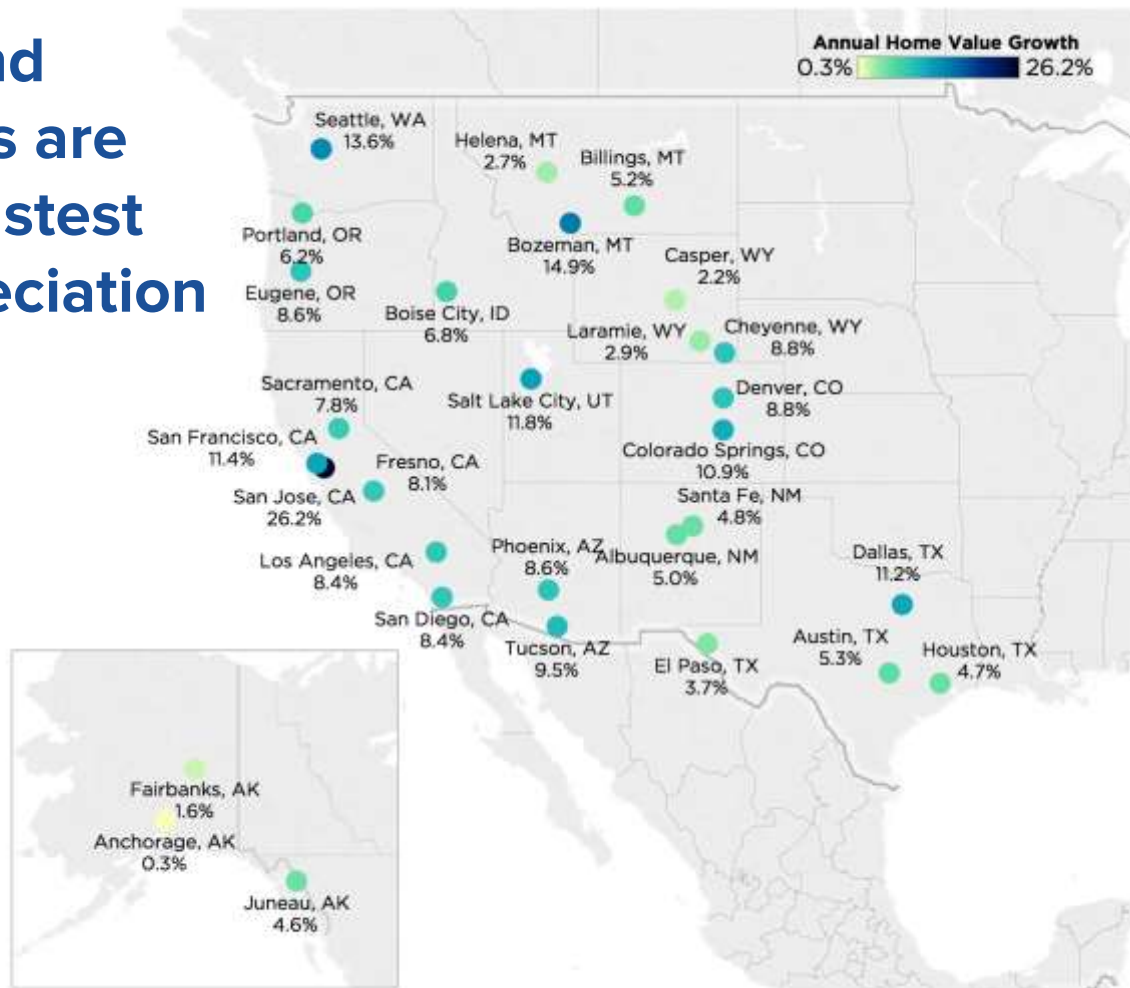 nd
s are
stest
eciation
Annual Home Value Growth
0.3% 26.2%
Seattle, WA
13.6%
Helena, MT
2.7%
Billings, MT
5.2%
Portland, OR
6.2%
Bozeman, MT
14.9%
Casper, WY
2.2%
Eugene, OR
8.6%
Boise City, ID
6.8%
Laramie, WY
2.9%
Cheyenne, WY
8.8%
Sacramento, CA
7.8%
Salt Lake City, UT
11.8%
Denver, CO
8.8%
San Francisco, CA
11.4%
Colorado Springs, CO
10.9%
Fresno, CA
8.1%
San Jose, CA
26.2%
Santa Fe, NM
4.8%
Los Angeles, CA
8.4%
Phoenix, AZ
8.6%
Albuquerque, NM
5.0%
Dallas, TX
11.2%
San Diego, CA
8.4%
Tucson, AZ
9.5%
El Paso, TX
3.7%
Austin, TX
5.3%
Houston, TX
4.7%
Fairbanks, AK
1.6%
Anchorage, AK
0.3%
Juneau, AK
4.6%